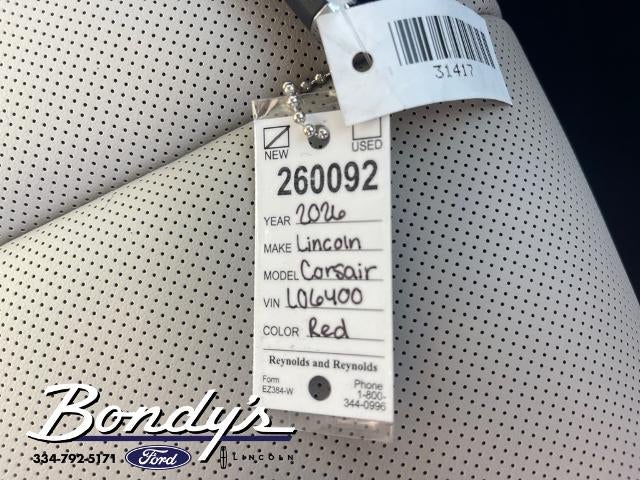 31417
NEW
USED
260092
YEAR 2026
MAKE Lincoln
MODEL Corsair
VIN L06400
COLOR Red
Reynolds and Reynolds
Form
EZ384-W
Phone
1-800-
344-0996
Bondy's
334-792-5171 Ford LINCOLN